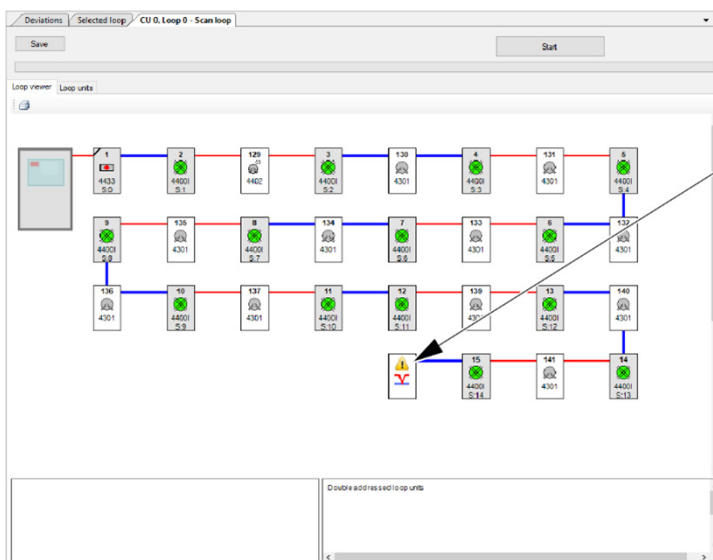 Deviations Selected loop CU 0, Loop 0 - Scan loop
Save Start
Loop viewer Loop units
1 2 129 3 130 4 131 5
4433 4400I 4402 4400I 4301 4400I 4301 4400I
S:0 S:1 S:2 S:3 S:4
9 135 8 134 7 133 6 132
4400I 4301 4400I 4301 4400I 4301 4400I 4301
S:8 S:7 S:6 S:5
136 10 137 11 12 139 13 140
4301 4400I 4301 4400I 4400I 4301 4400I 4301
S:9 S:10 S:11 S:12
15 141 14
4400I 4301 4400I
S:14 S:13
Double addressed loop units